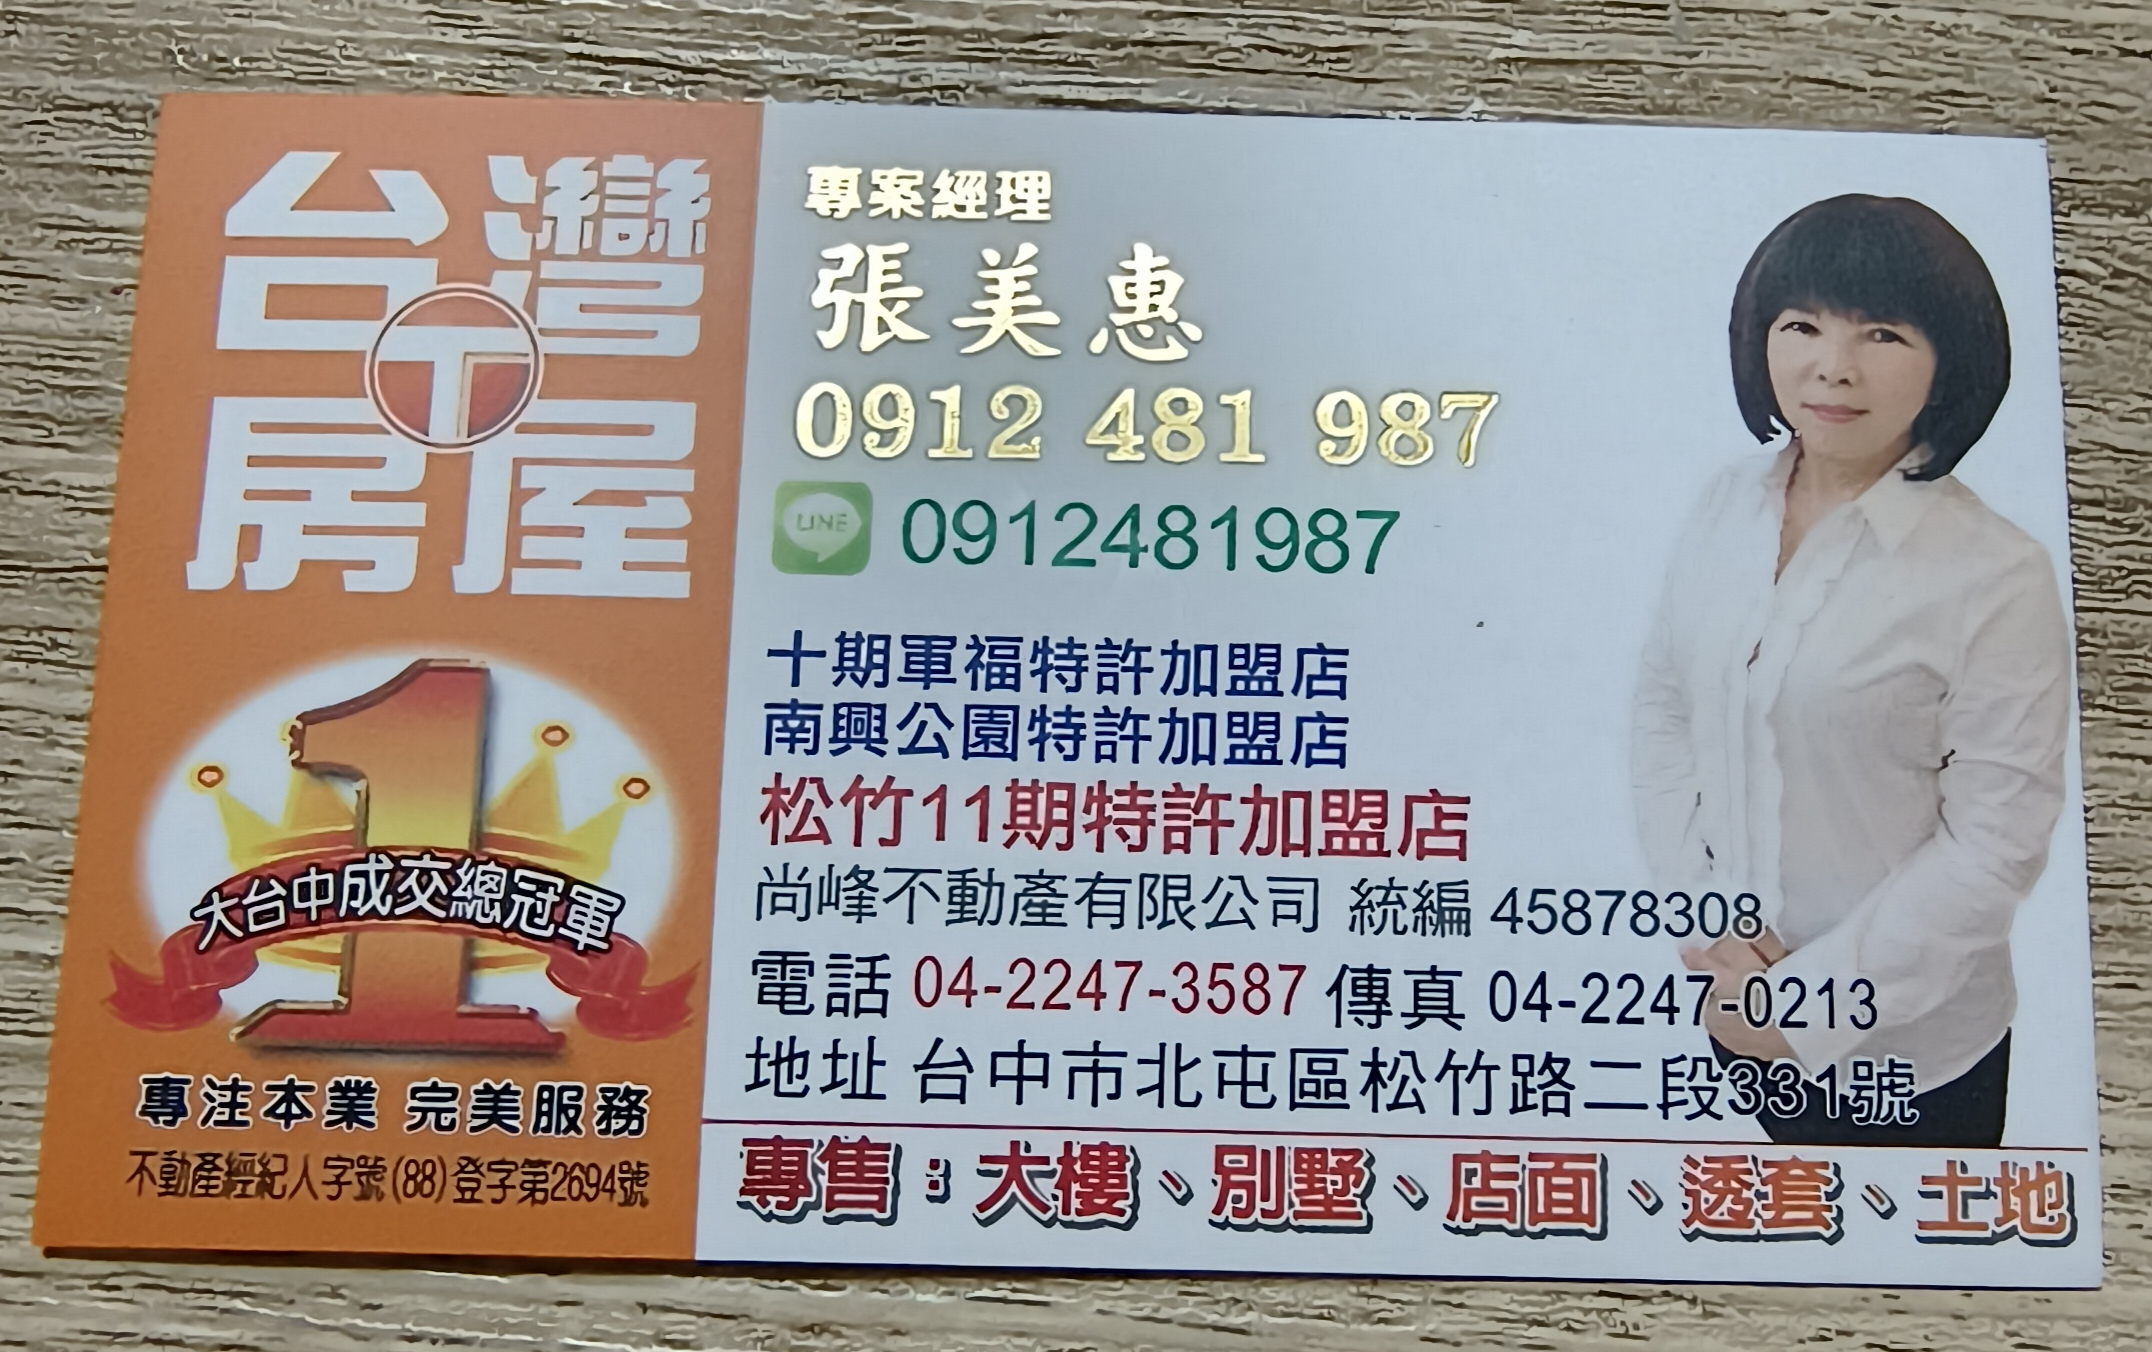 台灣
T
房屋
1
大台中成交總冠軍
專注本業 完美服務
不動產經紀人字號(88)登字第2694號
專案經理
張美惠
0912 481 987
LINE 0912481987
十期軍福特許加盟店
南興公園特許加盟店
松竹11期特許加盟店
尚峰不動產有限公司 統編 45878308
電話 04-2247-3587 傳真 04-2247-0213
地址 台中市北屯區松竹路二段331號
專售：大樓、別墅、店面、透套、土地